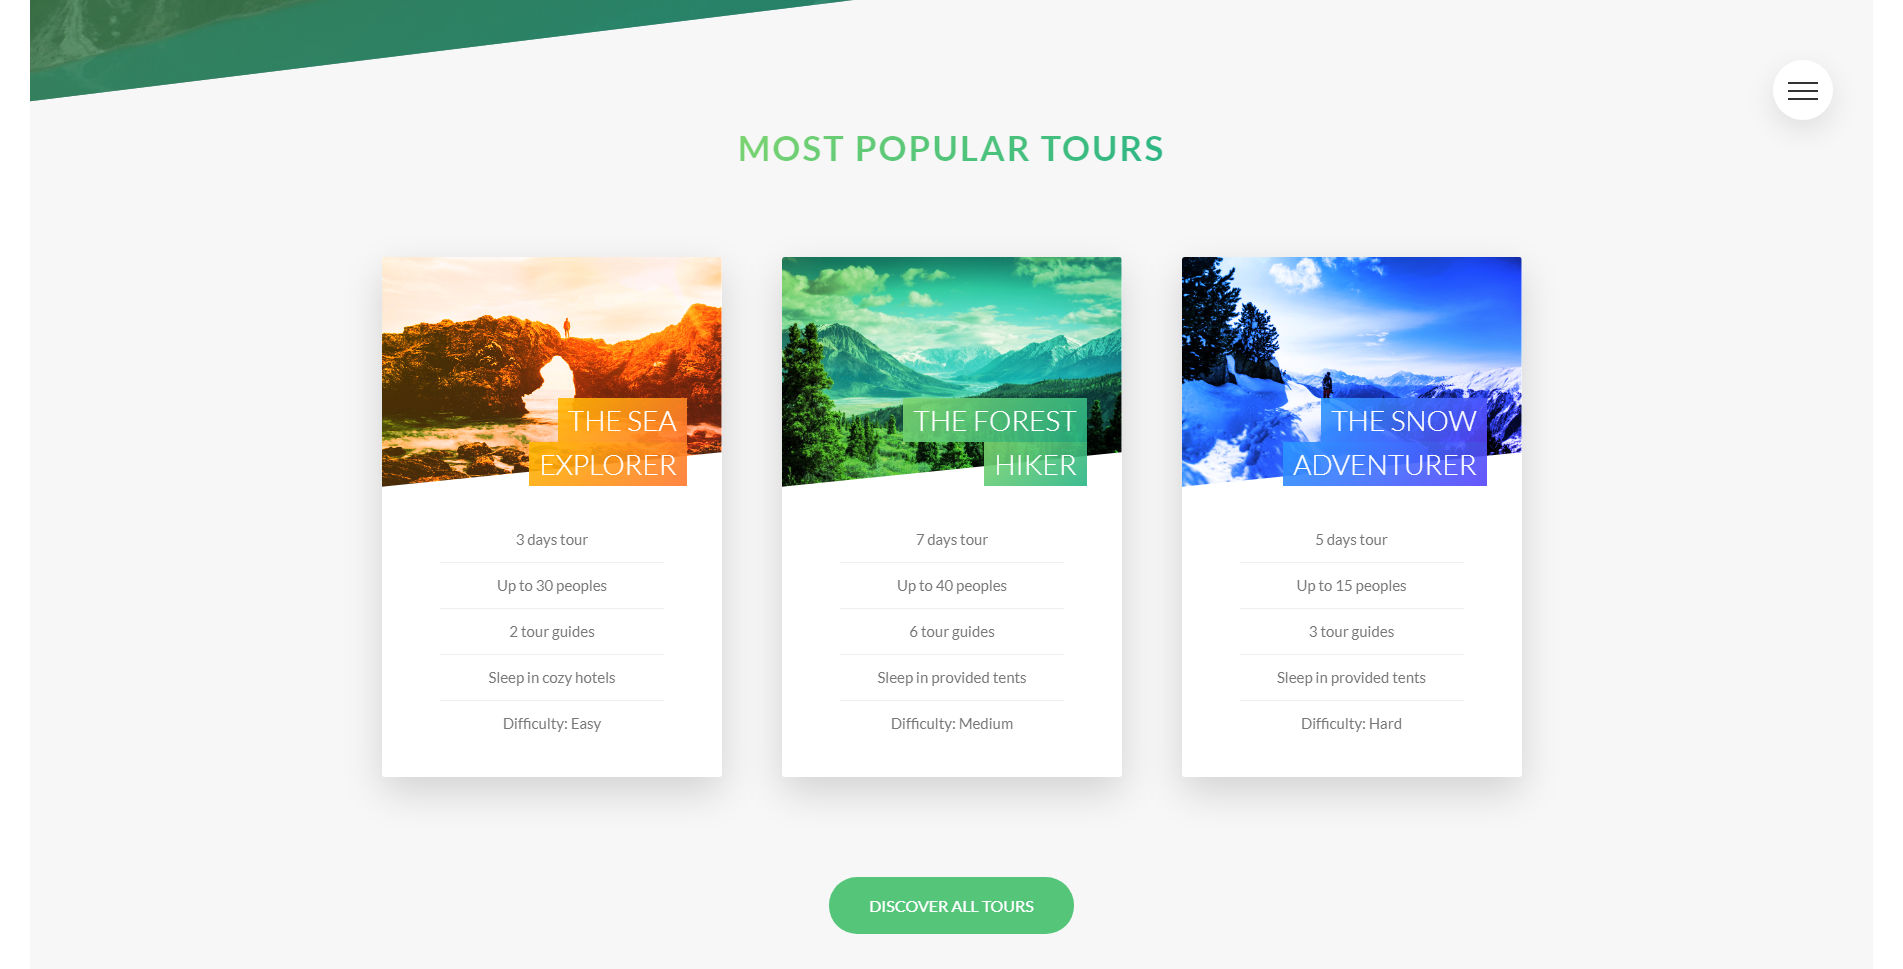 MOST POPULAR TOURS
THE SEA
EXPLORER
3 days tour
Up to 30 peoples
2 tour guides
Sleep in cozy hotels
Difficulty: Easy
THE FOREST
HIKER
7 days tour
Up to 40 peoples
6 tour guides
Sleep in provided tents
Difficulty: Medium
THE SNOW
ADVENTURER
5 days tour
Up to 15 peoples
3 tour guides
Sleep in provided tents
Difficulty: Hard
DISCOVER ALL TOURS